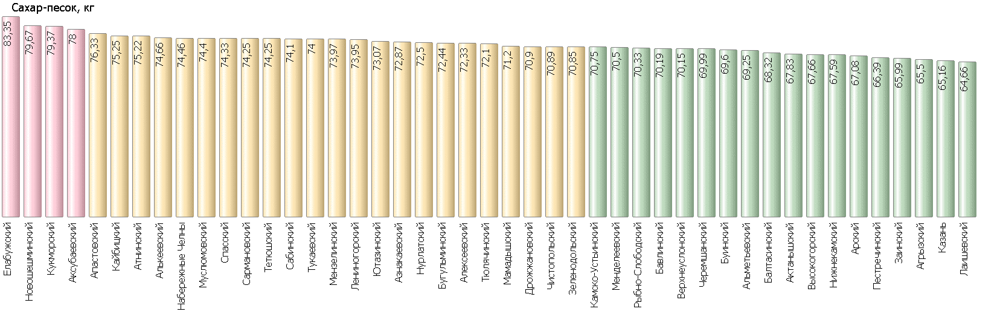 Сахар-песок, кг
83,35
79,67
79,37
78
76,33
75,25
75,22
74,66
74,46
74,4
74,33
74,25
74,25
74,1
74
73,97
73,95
73,07
72,87
72,5
72,44
72,33
72,1
71,2
70,9
70,89
70,85
70,75
70,5
70,33
70,19
70,15
69,99
69,6
69,25
68,32
67,83
67,66
67,59
67,08
66,39
65,99
65,5
65,16
64,66
Елабужский
Новошешминский
Кукморский
Аксубаевский
Апастовский
Кайбицкий
Атнинский
Алькеевский
Набережные Челны
Муслюмовский
Спасский
Сармановский
Тетюшский
Сабинский
Тукаевский
Мензелинский
Лениногорский
Ютазинский
Азнакаевский
Нурлатский
Бугульминский
Алексеевский
Тюлячинский
Мамадышский
Дрожжановский
Чистопольский
Зеленодольский
Камско-Устьинский
Менделеевский
Рыбно-Слободский
Бавлинский
Верхнеуслонский
Черемшанский
Буинский
Альметьевский
Балтасинский
Актанышский
Высокогорский
Нижнекамский
Арский
Пестречинский
Заинский
Агрызский
Казань
Лаишевский